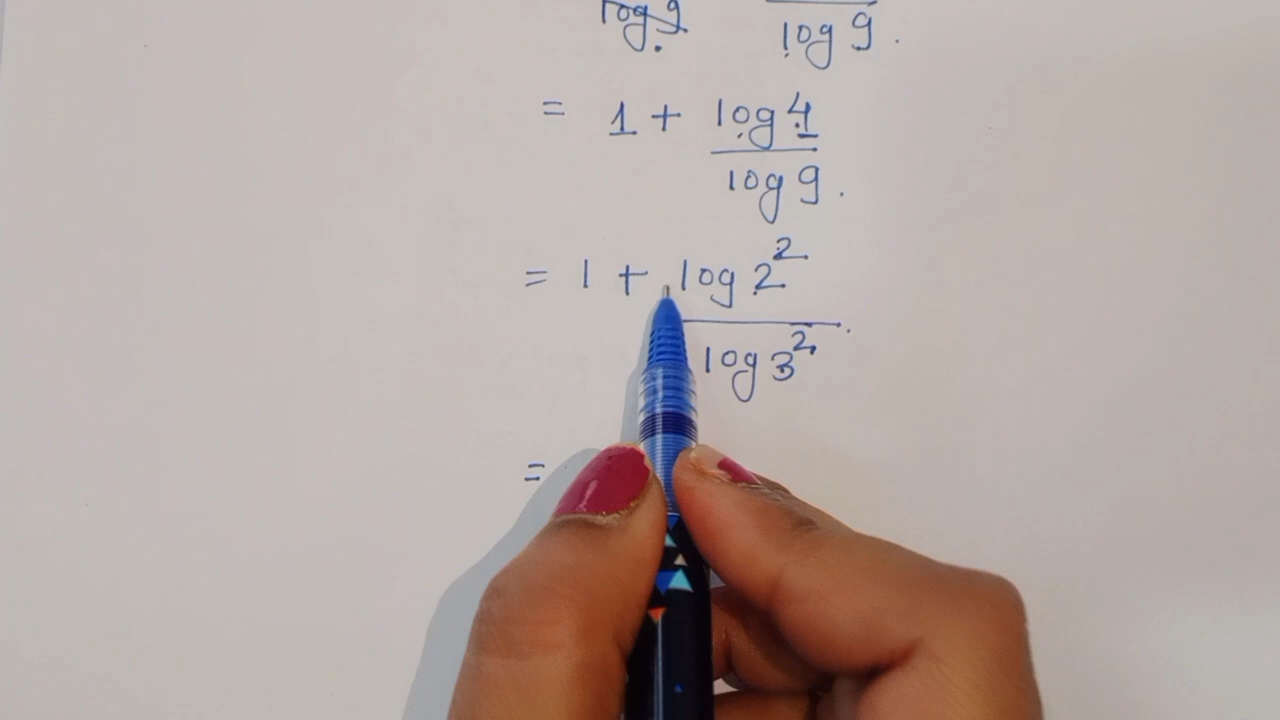 log 9
log 9.
= 1 + log 4
log 9.
= 1 + log 2²
log 3².
=